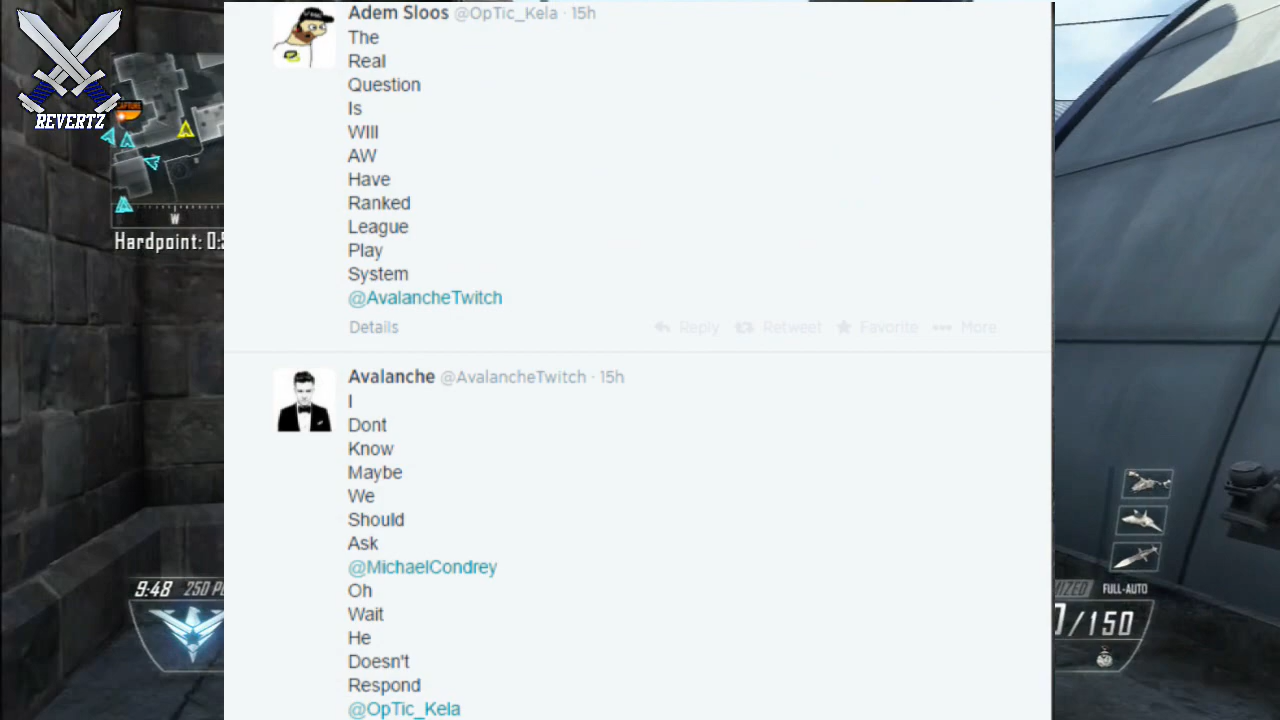 Adem Sloos @OpTic_Kela · 15h
The
Real
Question
Is
WIll
AW
Have
Ranked
League
Play
System
@AvalancheTwitch
Details
Reply Retweet Favorite More
Avalanche @AvalancheTwitch · 15h
I
Dont
Know
Maybe
We
Should
Ask
@MichaelCondrey
Oh
Wait
He
Doesn't
Respond
@OpTic_Kela
REVERTZ
CAPTURE
W
Hardpoint: 0:
9:48 250
FULL-AUTO
/150